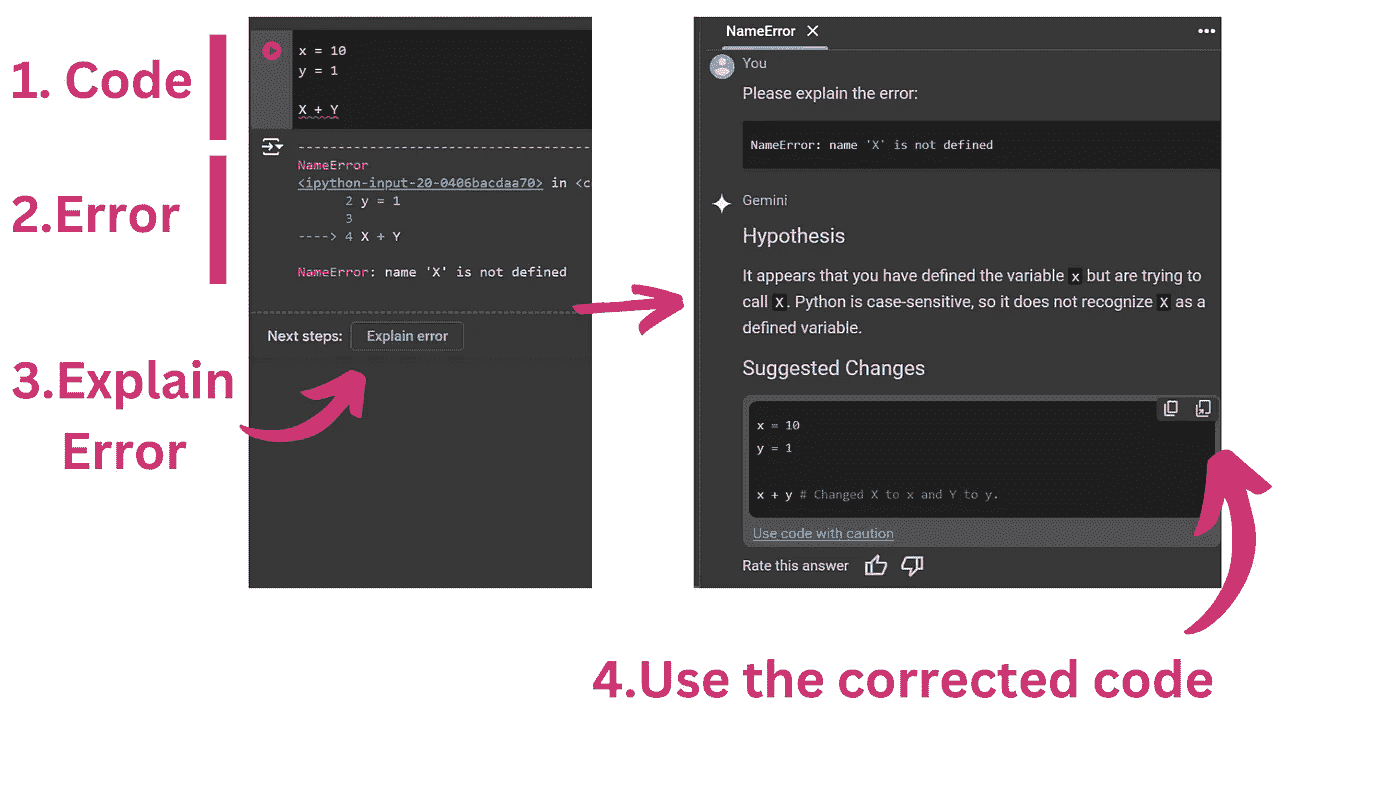 1. Code
x = 10
y = 1
X + Y
2.Error
NameError
<ipython-input-20-0406bacdaa70> in <c
2 y = 1
3
----> 4 X + Y
NameError: name 'X' is not defined
Next steps: Explain error
3.Explain
Error
NameError
You
Please explain the error:
NameError: name 'X' is not defined
Gemini
Hypothesis
It appears that you have defined the variable x but are trying to
call X. Python is case-sensitive, so it does not recognize X as a
defined variable.
Suggested Changes
x = 10
y = 1
x + y # Changed X to x and Y to y.
Use code with caution
Rate this answer
4.Use the corrected code